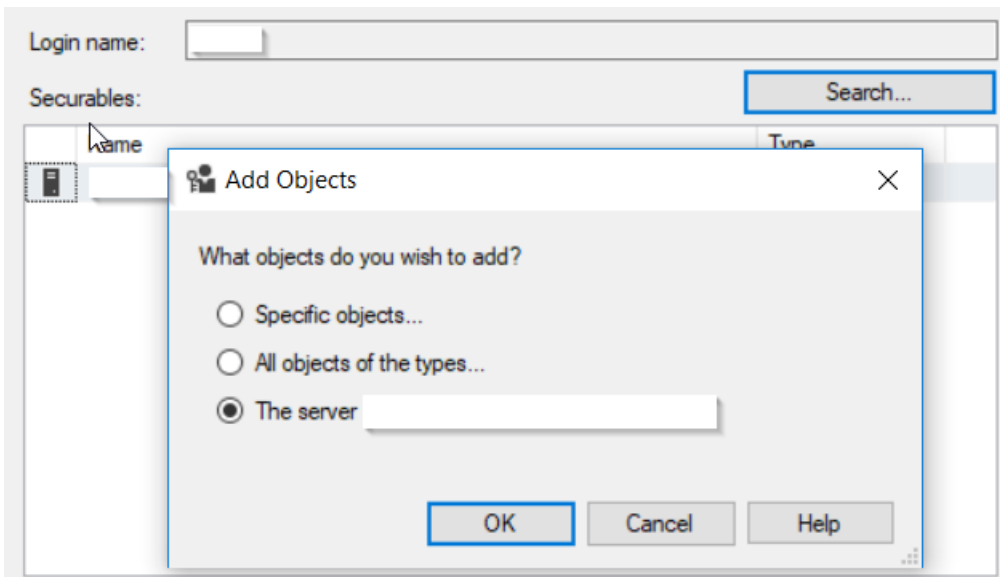 Login name:
Securables:
Search...
Name
Type
Add Objects
What objects do you wish to add?
Specific objects...
All objects of the types...
The server
OK
Cancel
Help